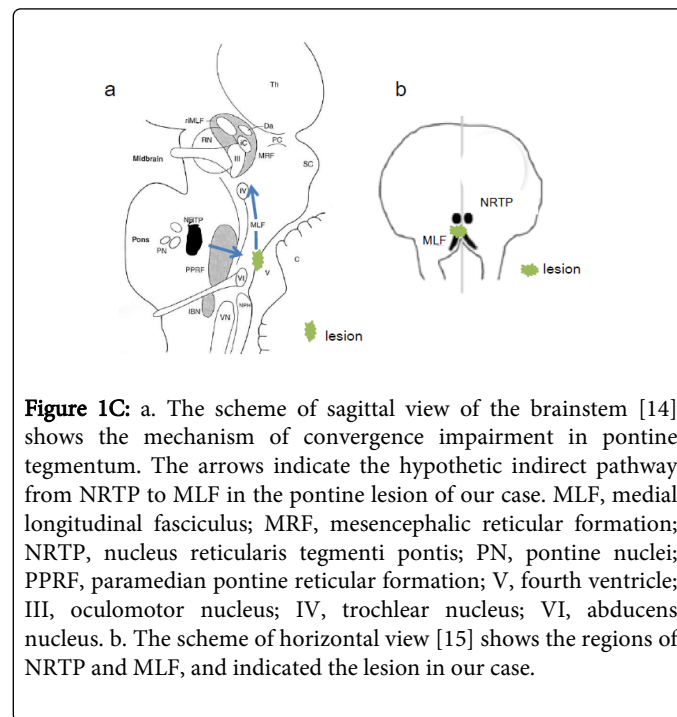 a
b
Th
riMLF
Da
RN
iC
PC
III
MRF
Midbrain
SC
IV
NRTP
MLF
Pons
PN
PPRF
V
C
VI
IBN
VN
NPH
lesion
NRTP
MLF
lesion
Figure 1C: a. The scheme of sagittal view of the brainstem [14]
shows the mechanism of convergence impairment in pontine
tegmentum. The arrows indicate the hypothetic indirect pathway
from NRTP to MLF in the pontine lesion of our case. MLF, medial
longitudinal fasciculus; MRF, mesencephalic reticular formation;
NRTP, nucleus reticularis tegmenti pontis; PN, pontine nuclei;
PPRF, paramedian pontine reticular formation; V, fourth ventricle;
III, oculomotor nucleus; IV, trochlear nucleus; VI, abducens
nucleus. b. The scheme of horizontal view [15] shows the regions of
NRTP and MLF, and indicated the lesion in our case.